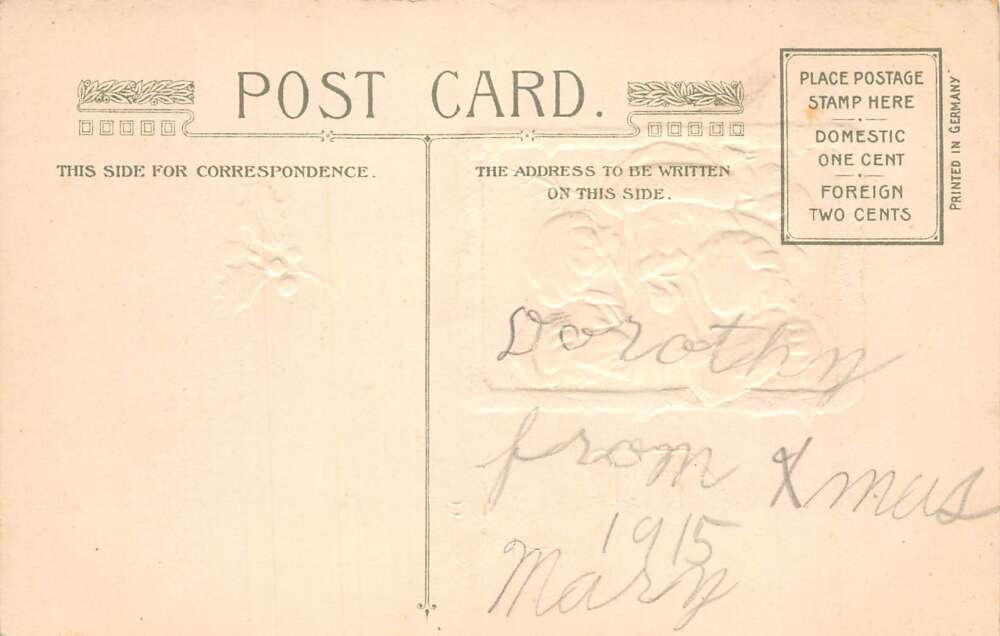 POST CARD.
THIS SIDE FOR CORRESPONDENCE.
THE ADDRESS TO BE WRITTEN
ON THIS SIDE.
PLACE POSTAGE
STAMP HERE
DOMESTIC
ONE CENT
FOREIGN
TWO CENTS
PRINTED IN GERMANY
Dorothy
from Xmas
1915
Mary